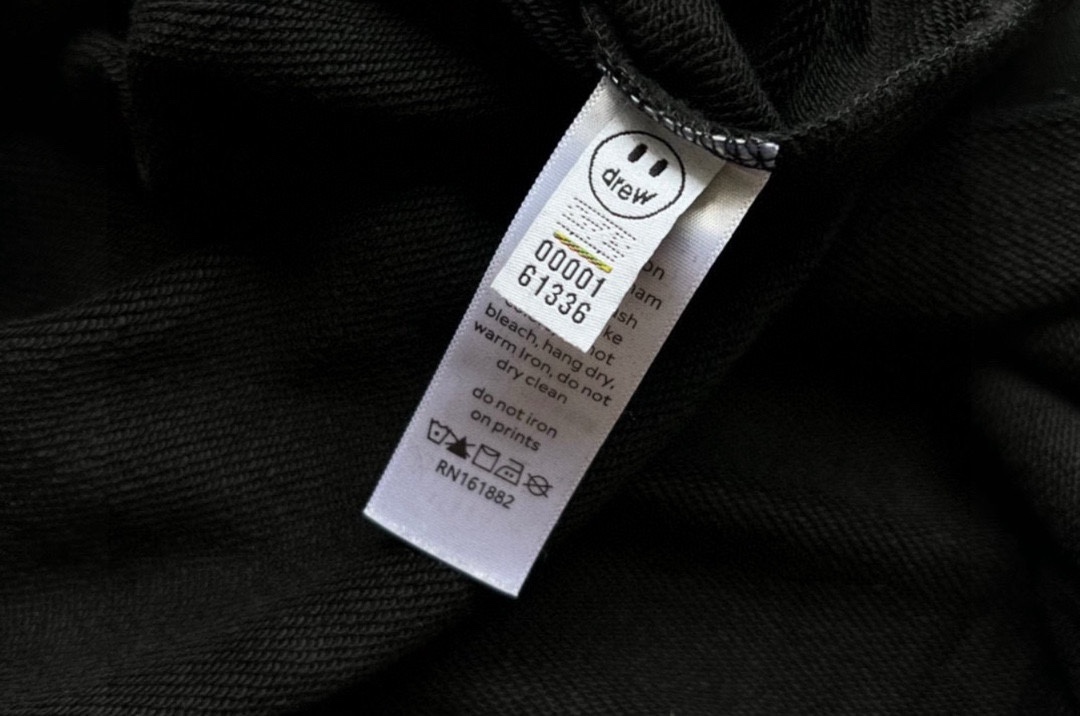 drew
00001
61336
bleach, hang dry,
warm iron, do not
dry clean
do not iron
on prints
RN161882